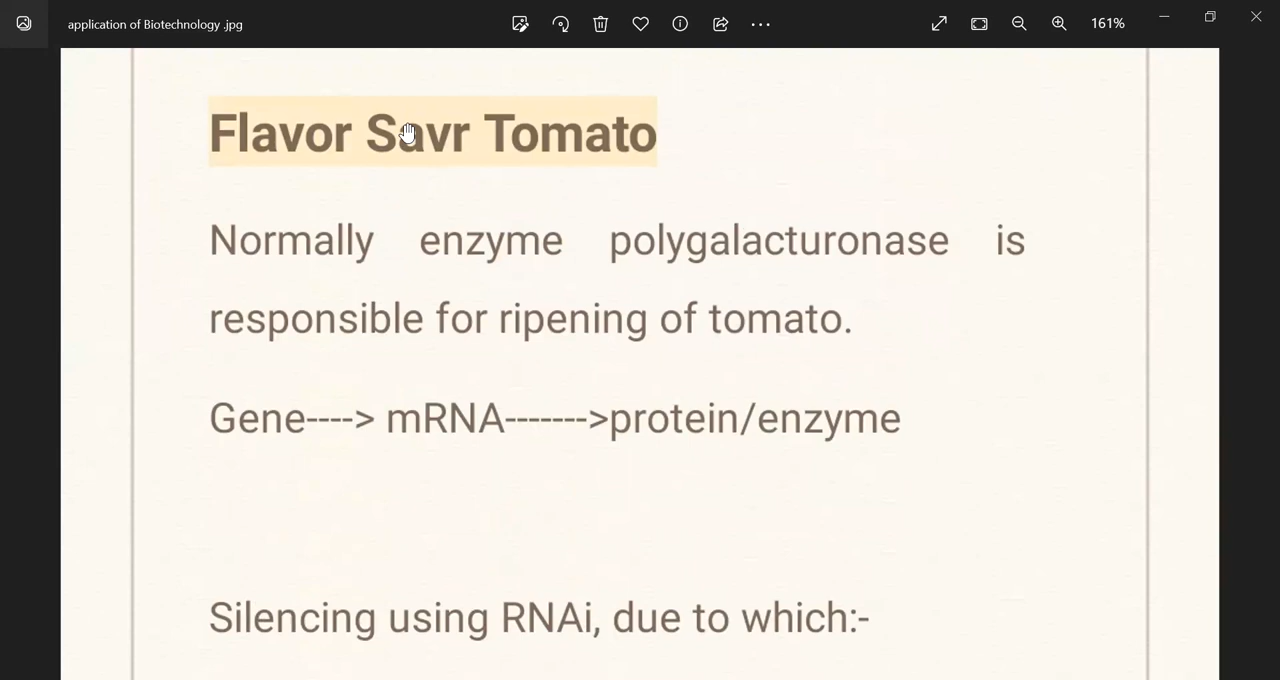 application of Biotechnology .jpg
161%
Flavor Savr Tomato
Normally enzyme polygalacturonase is
responsible for ripening of tomato.
Gene----> mRNA------->protein/enzyme
Silencing using RNAi, due to which:-